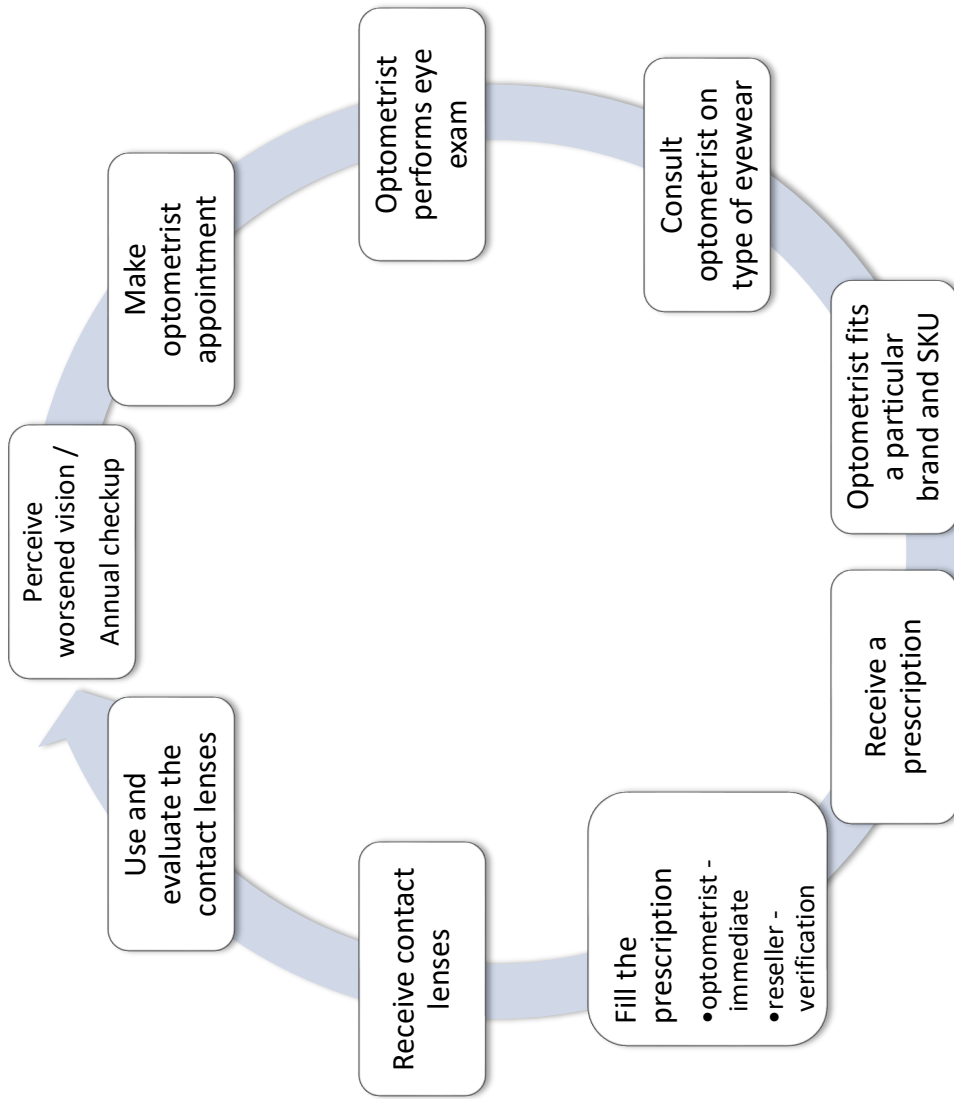 Perceive
worsened vision /
Annual checkup
Make
optometrist
appointment
Optometrist
performs eye
exam
Consult
optometrist on
type of eyewear
Optometrist fits
a particular
brand and SKU
Receive a
prescription
Fill the
prescription
•optometrist -
immediate
•reseller -
verification
Receive contact
lenses
Use and
evaluate the
contact lenses